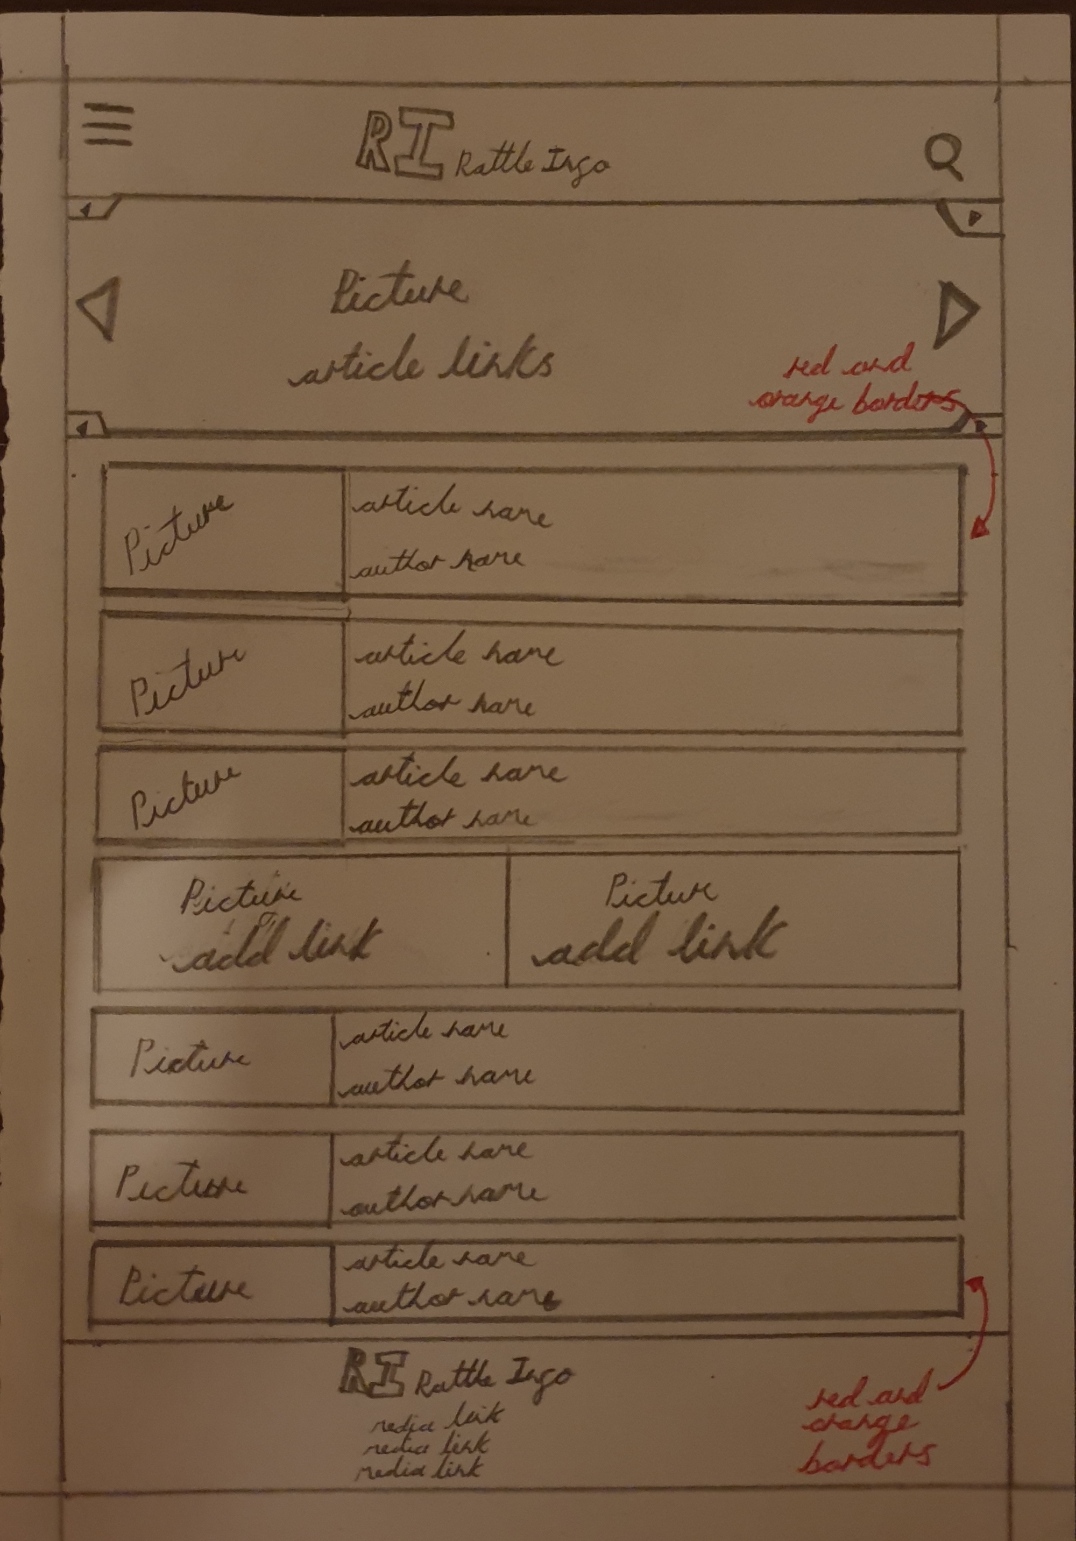 RI Rattle Ingo
Picture
article links
red and
orange borders
Picture
article name
author name
Picture
article name
author name
Picture
article name
author name
Picture
add link
Picture
add link
Picture
article name
author name
Picture
article name
author name
Picture
article name
author name
RI Rattle Ingo
media link
media link
media link
red and
orange
borders